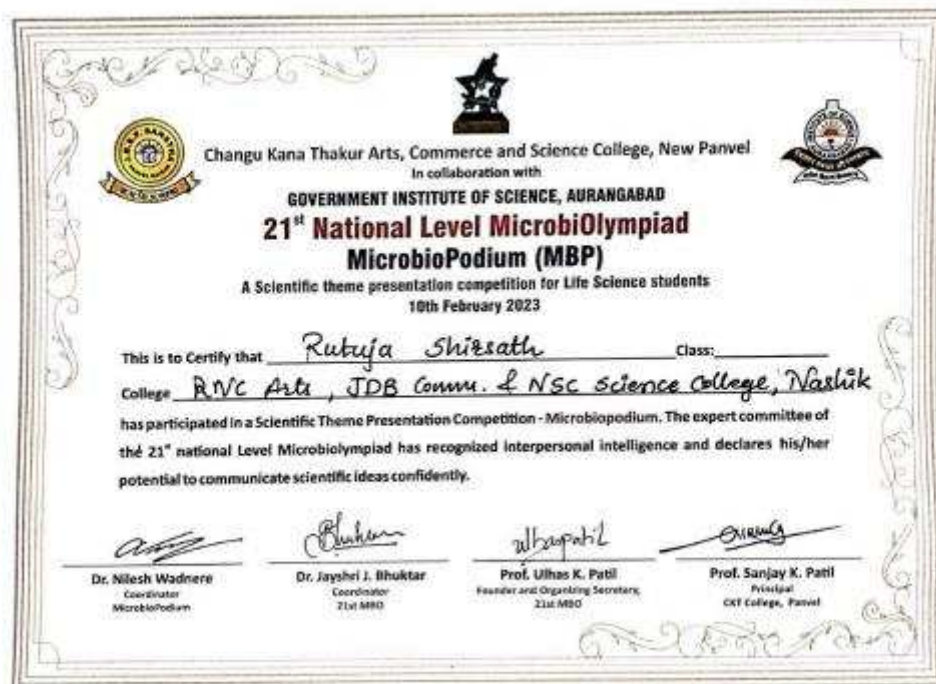 Changu Kana Thakur Arts, Commerce and Science College, New Panvel
In collaboration with
GOVERNMENT INSTITUTE OF SCIENCE, AURANGABAD
21st National Level MicrobiOlympiad
MicrobioPodium (MBP)
A Scientific theme presentation competition for Life Science students
10th February 2023
This is to Certify that Rutuja Shirsath Class:
College RNC Arts, JDB Comm. & NSC Science College, Nashik
has participated in a Scientific Theme Presentation Competition - Microbiopodium. The expert committee of
the 21st national Level Microbiolympiad has recognized interpersonal intelligence and declares his/her
potential to communicate scientific ideas confidently.
Dr. Nilesh Wadnere
Coordinator
MicrobioPodium
Dr. Jayshri J. Bhuktar
Coordinator
21st MBO
Prof. Ulhas K. Patil
Founder and Organizing Secretary,
21st MBO
Prof. Sanjay K. Patil
Principal
CKT College, Panvel